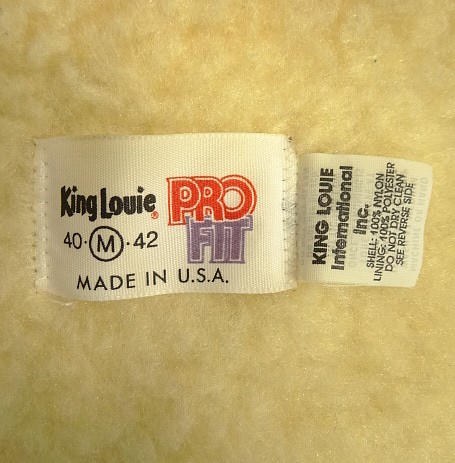 King Louie®
PRO
FIT
40·M·42
MADE IN U.S.A.
KING LOUIE
International
Inc.
SHELL: 100% NYLON
LINING: 100% POLYESTER
DO NOT DRY CLEAN
SEE REVERSE SIDE